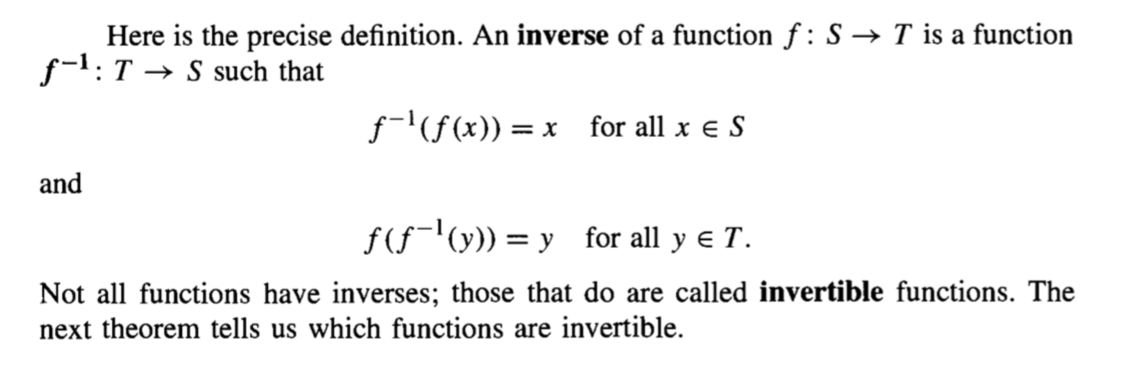 Here is the precise definition. An inverse of a function f : S → T is a function
f⁻¹ : T → S such that
f⁻¹(f(x)) = x for all x ∈ S
and
f(f⁻¹(y)) = y for all y ∈ T.
Not all functions have inverses; those that do are called invertible functions. The
next theorem tells us which functions are invertible.